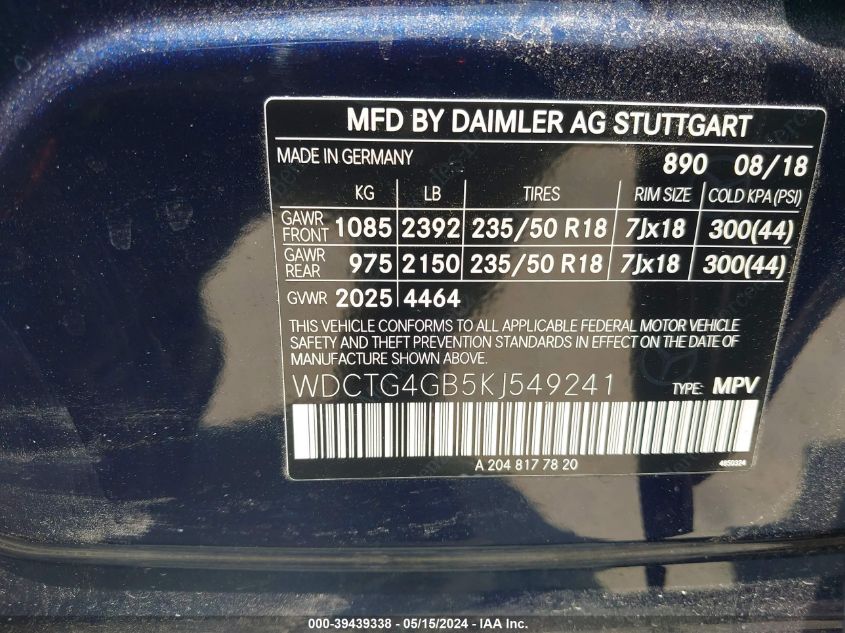 MFD BY DAIMLER AG STUTTGART
MADE IN GERMANY 890 08/18
KG LB TIRES RIM SIZE COLD KPA (PSI)
GAWR FRONT 1085 2392 235/50 R18 7Jx18 300(44)
GAWR REAR 975 2150 235/50 R18 7Jx18 300(44)
GVWR 2025 4464
THIS VEHICLE CONFORMS TO ALL APPLICABLE FEDERAL MOTOR VEHICLE
SAFETY AND THEFT PREVENTION STANDARDS IN EFFECT ON THE DATE OF
MANUFACTURE SHOWN ABOVE.
WDCTG4GB5KJ549241 TYPE: MPV
A 204 817 78 20 4850324
000-39439338 - 05/15/2024 - IAA Inc.